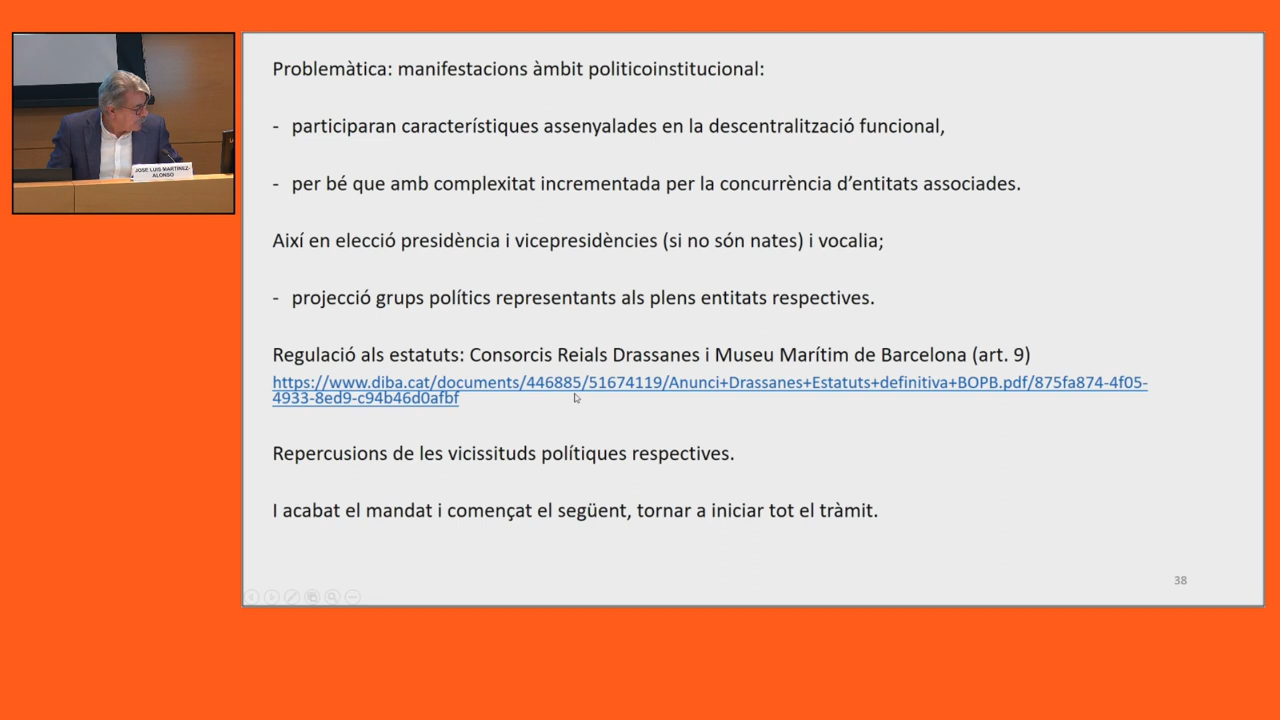 JOSE LUIS MARTINEZ-
ALONSO
Problemàtica: manifestacions àmbit politicoinstitucional:
- participaran característiques assenyalades en la descentralització funcional,
- per bé que amb complexitat incrementada per la concurrència d’entitats associades.
Així en elecció presidència i vicepresidències (si no són nates) i vocalia;
- projecció grups polítics representants als plens entitats respectives.
Regulació als estatuts: Consorcis Reials Drassanes i Museu Marítim de Barcelona (art. 9)
https://www.diba.cat/documents/446885/51674119/Anunci+Drassanes+Estatuts+definitiva+BOPB.pdf/875fa874-4f05-
4933-8ed9-c94b46d0afbf
Repercusions de les vicissituds polítiques respectives.
I acabat el mandat i començat el següent, tornar a iniciar tot el tràmit.
38